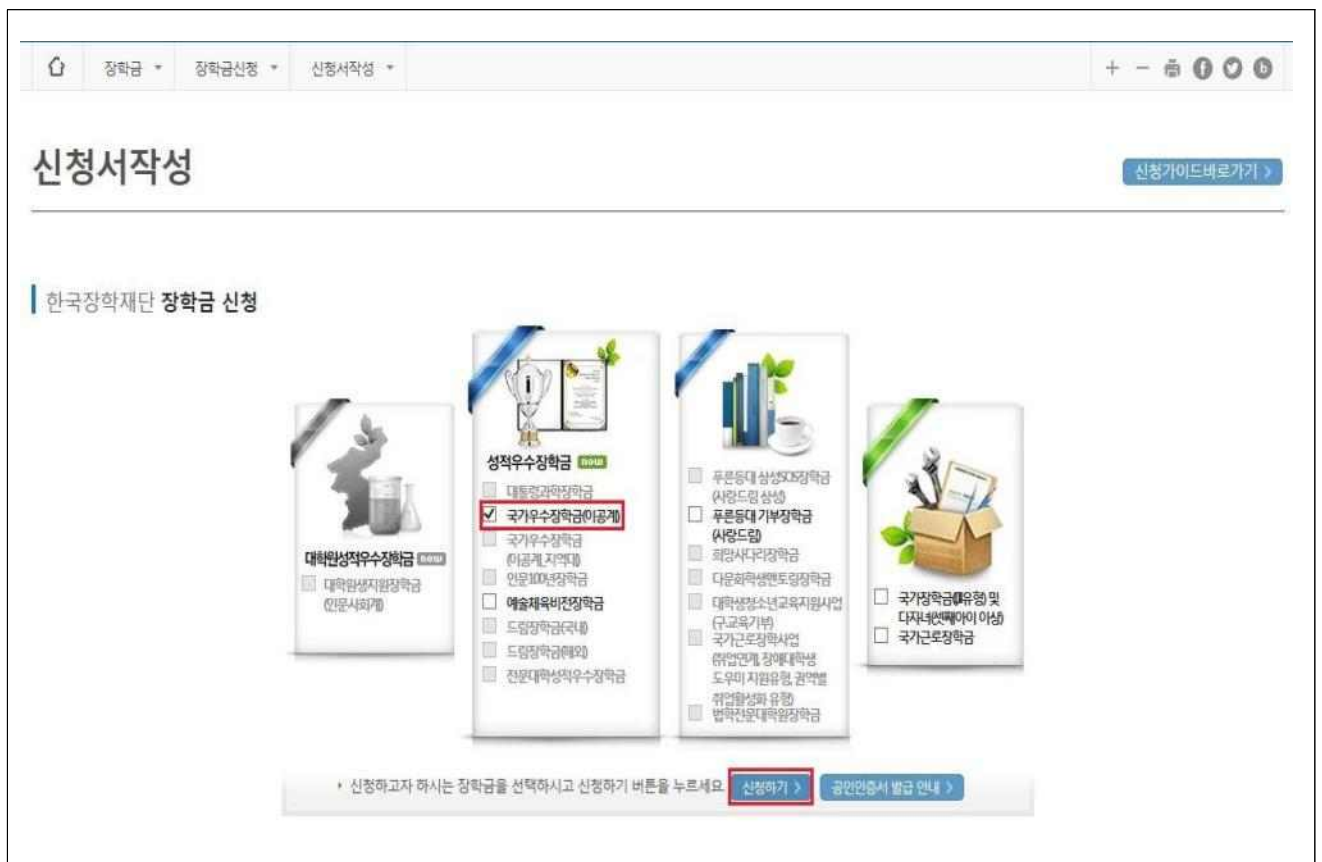 장학금
장학금신청
신청서작성
+ -
신청서작성
신청가이드바로가기 >
한국장학재단 장학금 신청
대학원성적우수장학금 now
대학원생지원장학금
(인문사회계)
성적우수장학금 now
대통령과학장학금
국가우수장학금(이공계)
국가우수장학금
(이공계,지역대)
인문100년장학금
예술체육비전장학금
드림장학금(국내)
드림장학금(해외)
전문대학성적우수장학금
푸른등대 삼성SOS장학금
(사랑드림 삼성)
푸른등대 기부장학금
(사랑드림)
희망사다리장학금
다문화학생멘토링장학금
대학생청소년교육지원사업
(구.교육기부)
국가근로장학사업
(취업연계, 장애대학생
도우미 지원유형, 권역별
취업활성화 유형)
법학전문대학원장학금
국가장학금(I유형) 및
다자녀(셋째아이 이상)
국가근로장학금
신청하고자 하시는 장학금을 선택하시고 신청하기 버튼을 누르세요.
신청하기 >
공인인증서 발급 안내 >